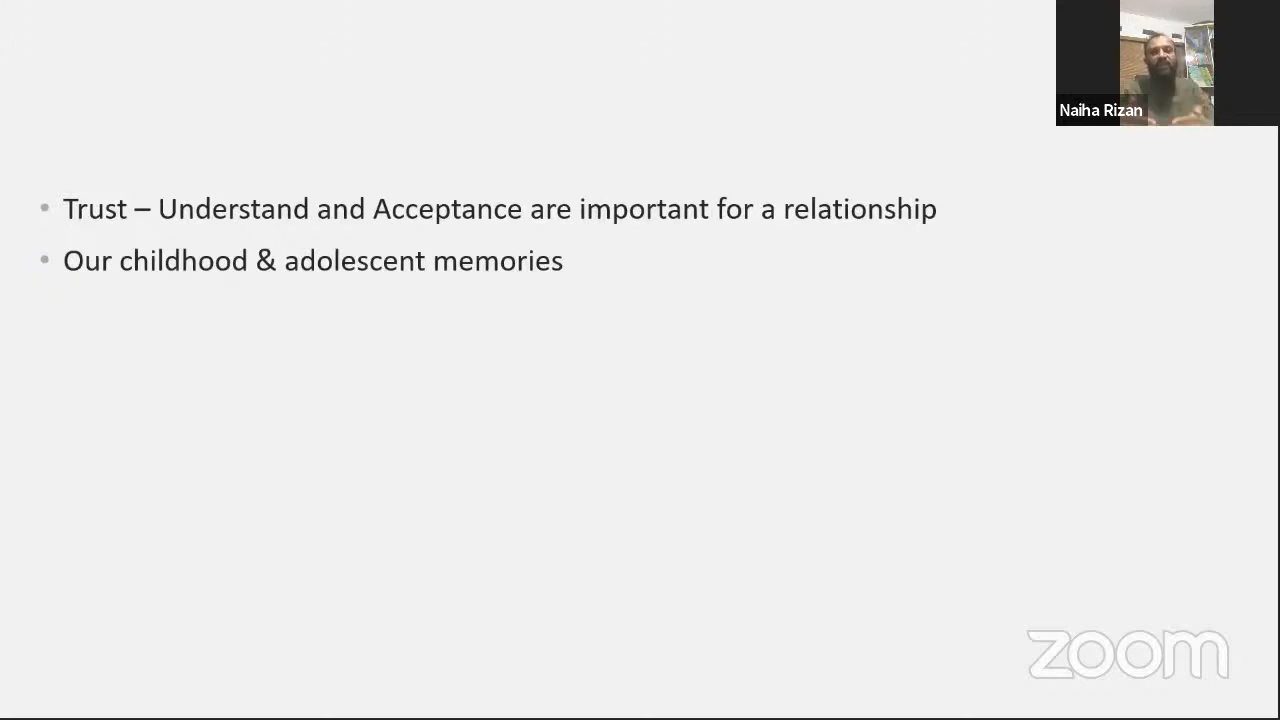 Naiha Rizan
• Trust – Understand and Acceptance are important for a relationship
• Our childhood & adolescent memories
zoom